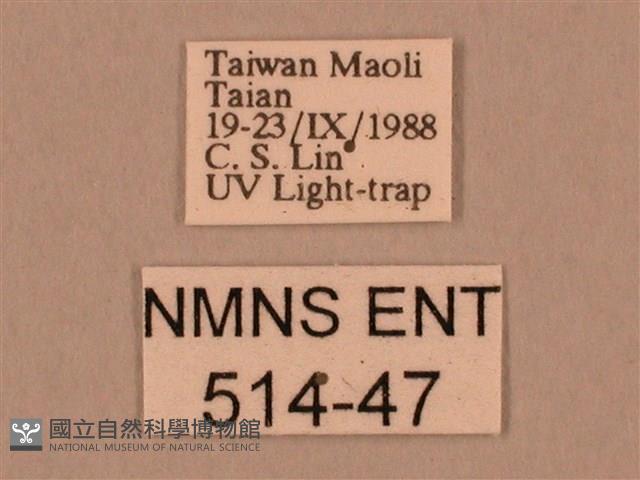 Taiwan Maoli
Taian
19-23/IX/1988
C. S. Lin
UV Light-trap
NMNS ENT
514-47
國立自然科學博物館
NATIONAL MUSEUM OF NATURAL SCIENCE